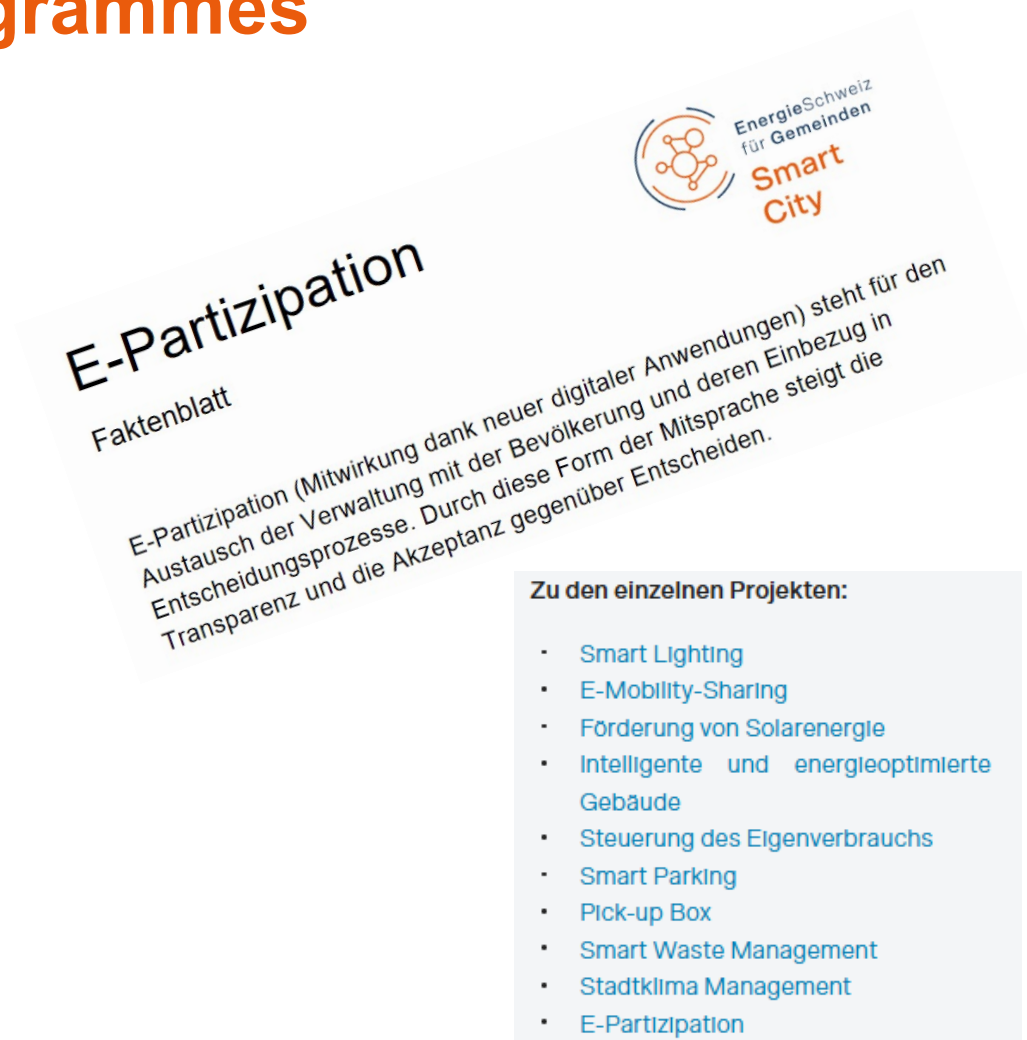 grammes
EnergieSchweiz
für Gemeinden
Smart
City
E-Partizipation
Faktenblatt
E-Partizipation (Mitwirkung dank neuer digitaler Anwendungen) steht für den
Austausch der Verwaltung mit der Bevölkerung und deren Einbezug in
Entscheidungsprozesse. Durch diese Form der Mitsprache steigt die
Transparenz und die Akzeptanz gegenüber Entscheiden.
Zu den einzelnen Projekten:
· Smart Lighting
· E-Mobility-Sharing
· Förderung von Solarenergie
· Intelligente und energieoptimierte
Gebäude
· Steuerung des Eigenverbrauchs
· Smart Parking
· Pick-up Box
· Smart Waste Management
· Stadtklima Management
· E-Partizipation